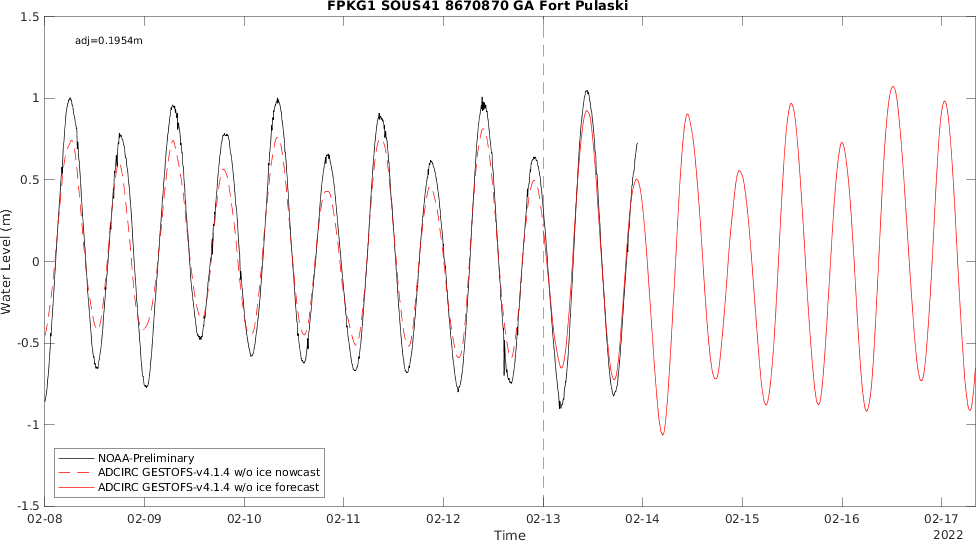 FPKG1 SOUS41 8670870 GA Fort Pulaski
adj=0.1954m
1.5
1
0.5
0
-0.5
-1
-1.5
Water Level (m)
NOAA-Preliminary
ADCIRC GESTOFS-v4.1.4 w/o ice nowcast
ADCIRC GESTOFS-v4.1.4 w/o ice forecast
02-08 02-09 02-10 02-11 02-12 02-13 02-14 02-15 02-16 02-17
Time
2022